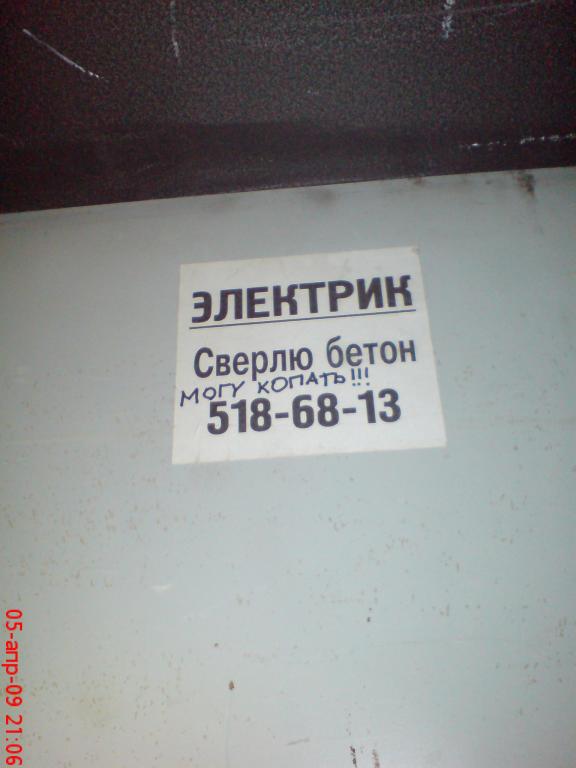 ЭЛЕКТРИК
Сверлю бетон
МОГУ КОПАТЬ!!!
518-68-13
05-апр-09 21:06